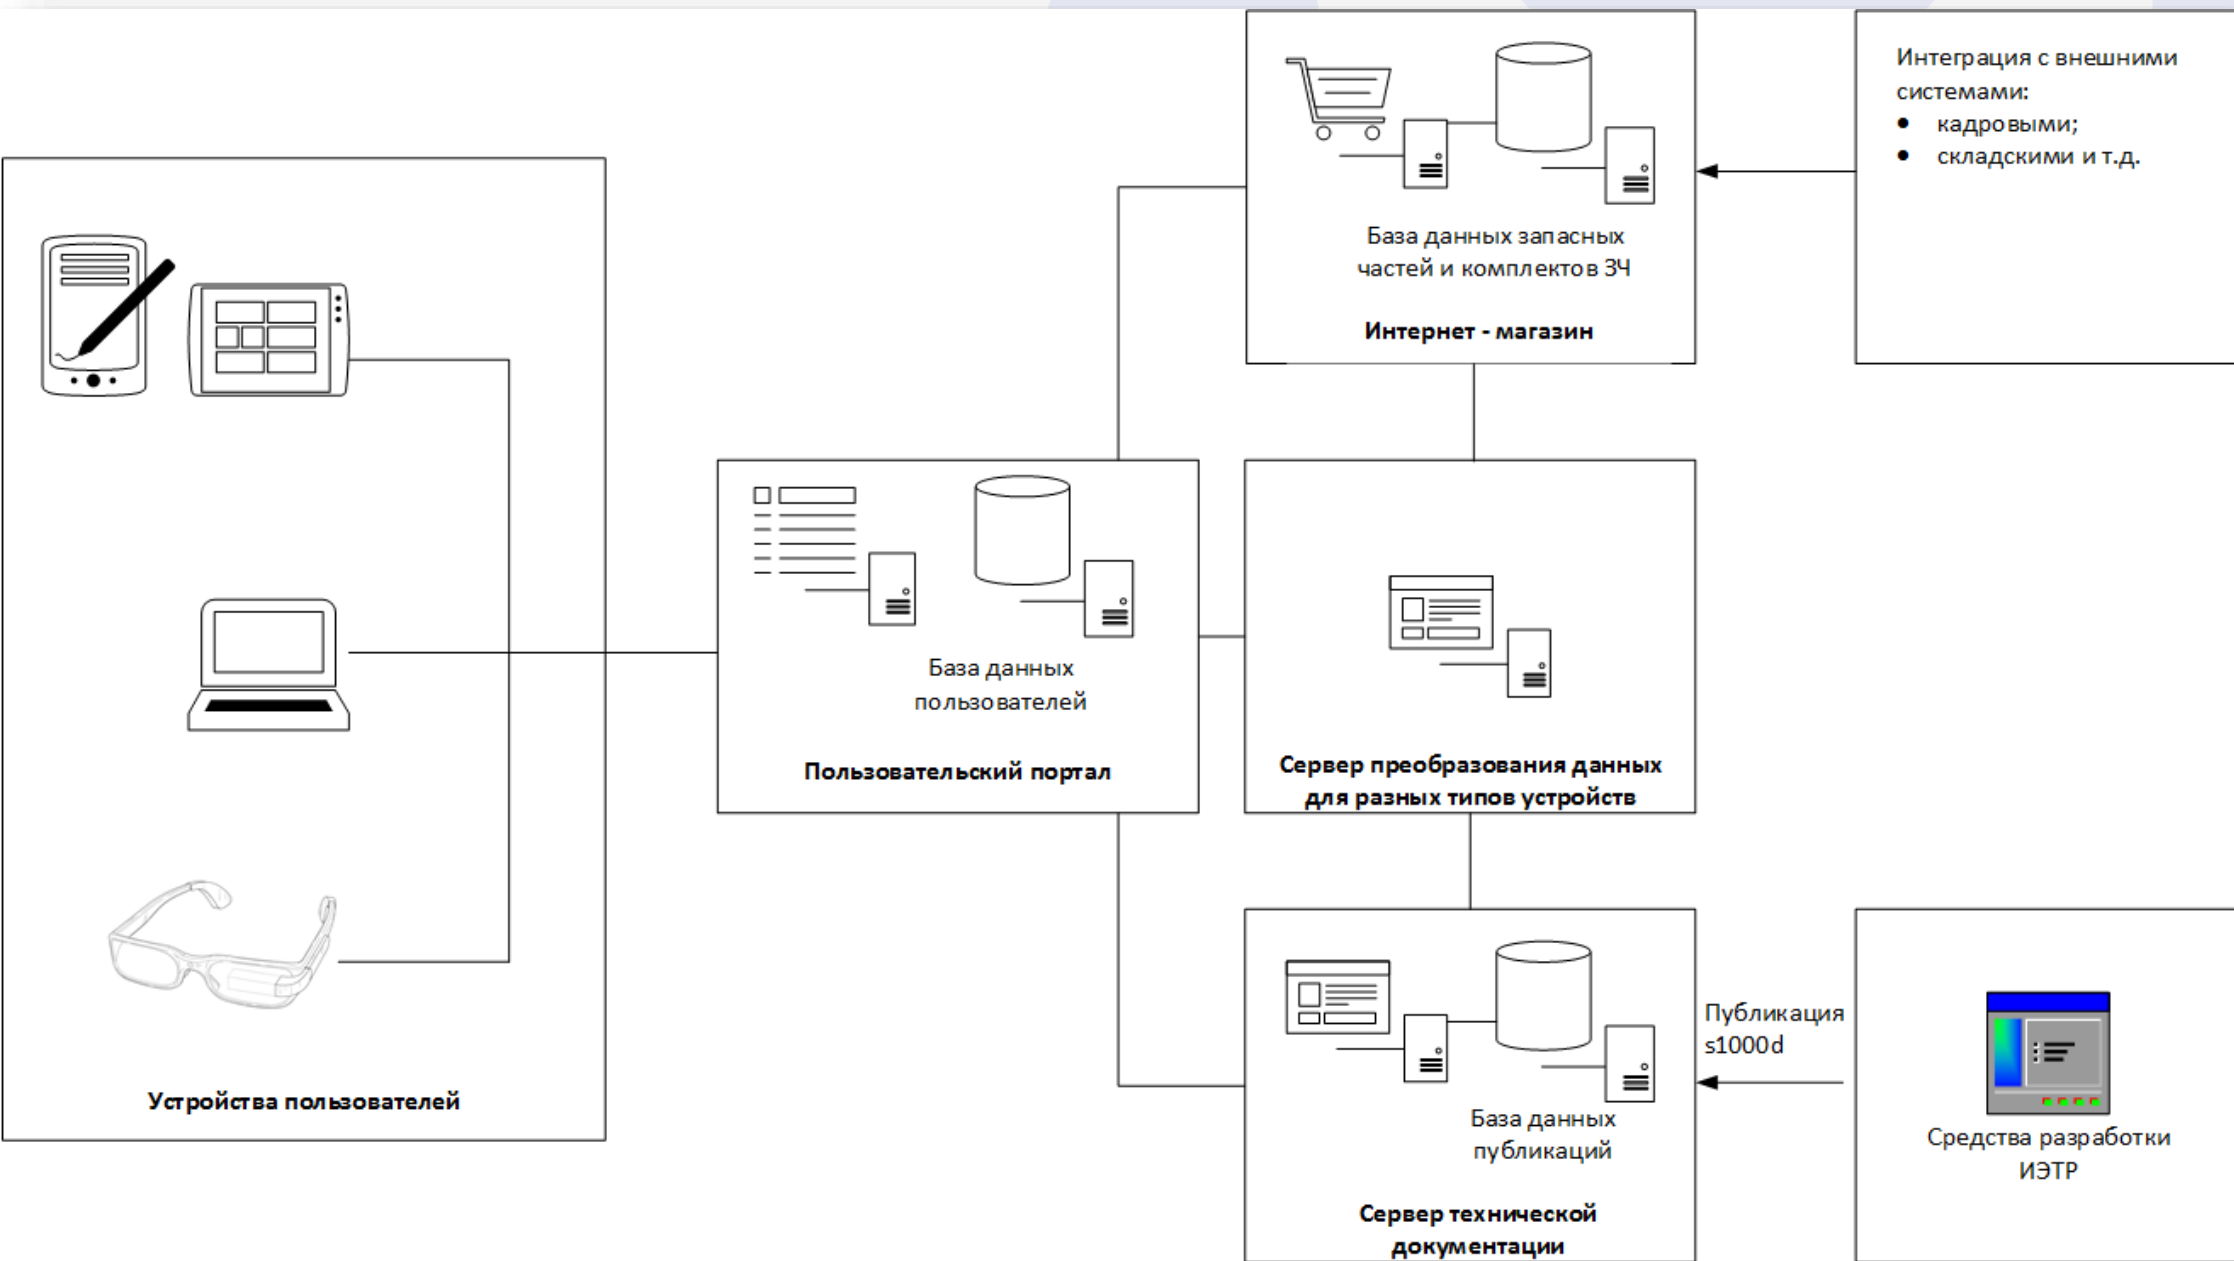 Интеграция с внешними
системами:
• кадровыми;
• складскими и т.д.
База данных запасных
частей и комплектов ЗЧ
Интернет - магазин
База данных
пользователей
Пользовательский портал
Сервер преобразования данных
для разных типов устройств
Устройства пользователей
Публикация
s1000d
База данных
публикаций
Сервер технической
документации
Средства разработки
ИЭТР